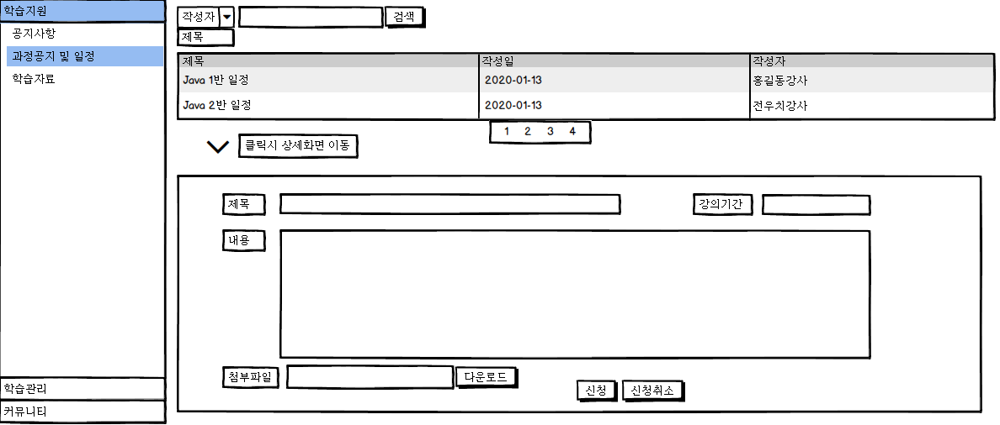 학습지원
공지사항
과정공지 및 일정
학습자료
학습관리
커뮤니티
작성자 검색
제목
제목 작성일 작성자
Java 1반 일정 2020-01-13 홍길동강사
Java 2반 일정 2020-01-13 전우치강사
1 2 3 4
클릭시 상세화면 이동
제목 강의기간
내용
첨부파일 다운로드
신청 신청취소